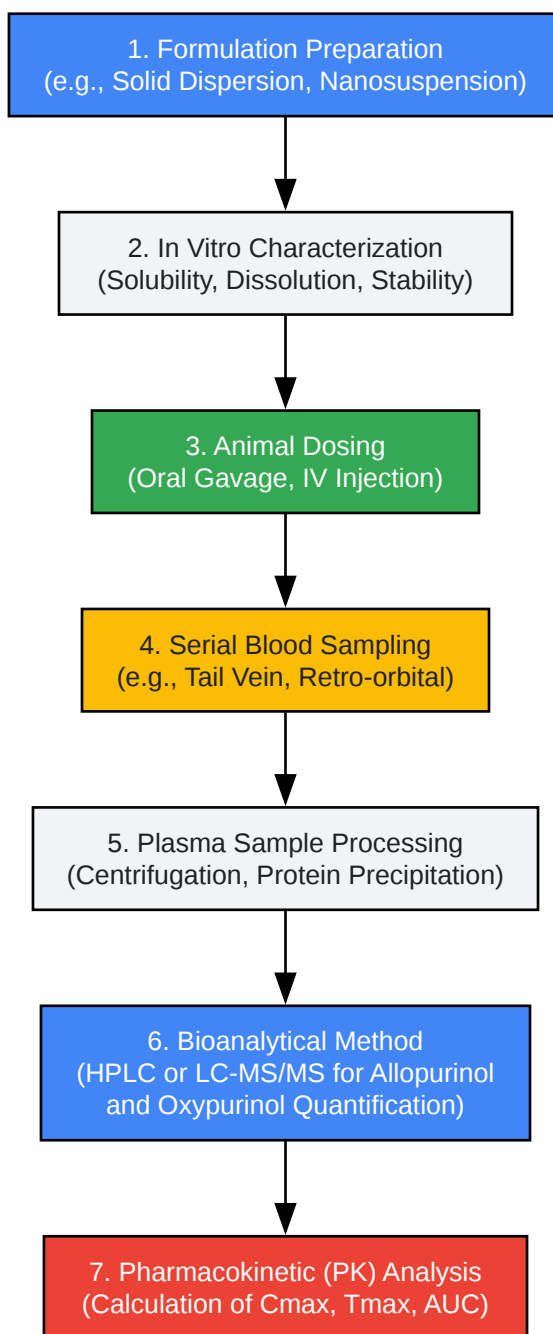 1. Formulation Preparation
(e.g., Solid Dispersion, Nanosuspension)
2. In Vitro Characterization
(Solubility, Dissolution, Stability)
3. Animal Dosing
(Oral Gavage, IV Injection)
4. Serial Blood Sampling
(e.g., Tail Vein, Retro-orbital)
5. Plasma Sample Processing
(Centrifugation, Protein Precipitation)
6. Bioanalytical Method
(HPLC or LC-MS/MS for Allopurinol
and Oxypurinol Quantification)
7. Pharmacokinetic (PK) Analysis
(Calculation of Cmax, Tmax, AUC)